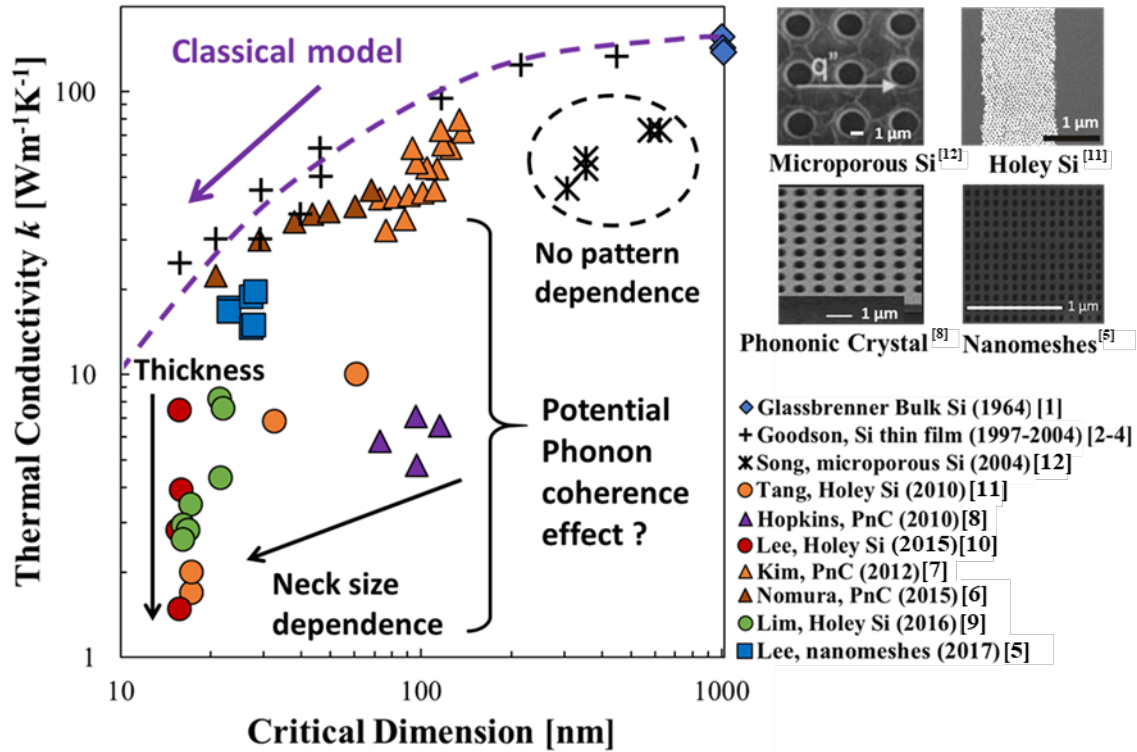 Thermal Conductivity k [Wm-1K-1]
100
10
1
10
100
1000
Critical Dimension [nm]
Classical model
No pattern
dependence
Thickness
Potential
Phonon
coherence
effect ?
Neck size
dependence
q"
1 μm
Microporous Si[12]
1 μm
Holey Si[11]
1 μm
Phononic Crystal[8]
1 μm
Nanomeshes[5]
Glassbrenner Bulk Si (1964) [1]
Goodson, Si thin film (1997-2004) [2-4]
Song, microporous Si (2004) [12]
Tang, Holey Si (2010) [11]
Hopkins, PnC (2010) [8]
Lee, Holey Si (2015) [10]
Kim, PnC (2012) [7]
Nomura, PnC (2015) [6]
Lim, Holey Si (2016) [9]
Lee, nanomeshes (2017) [5]